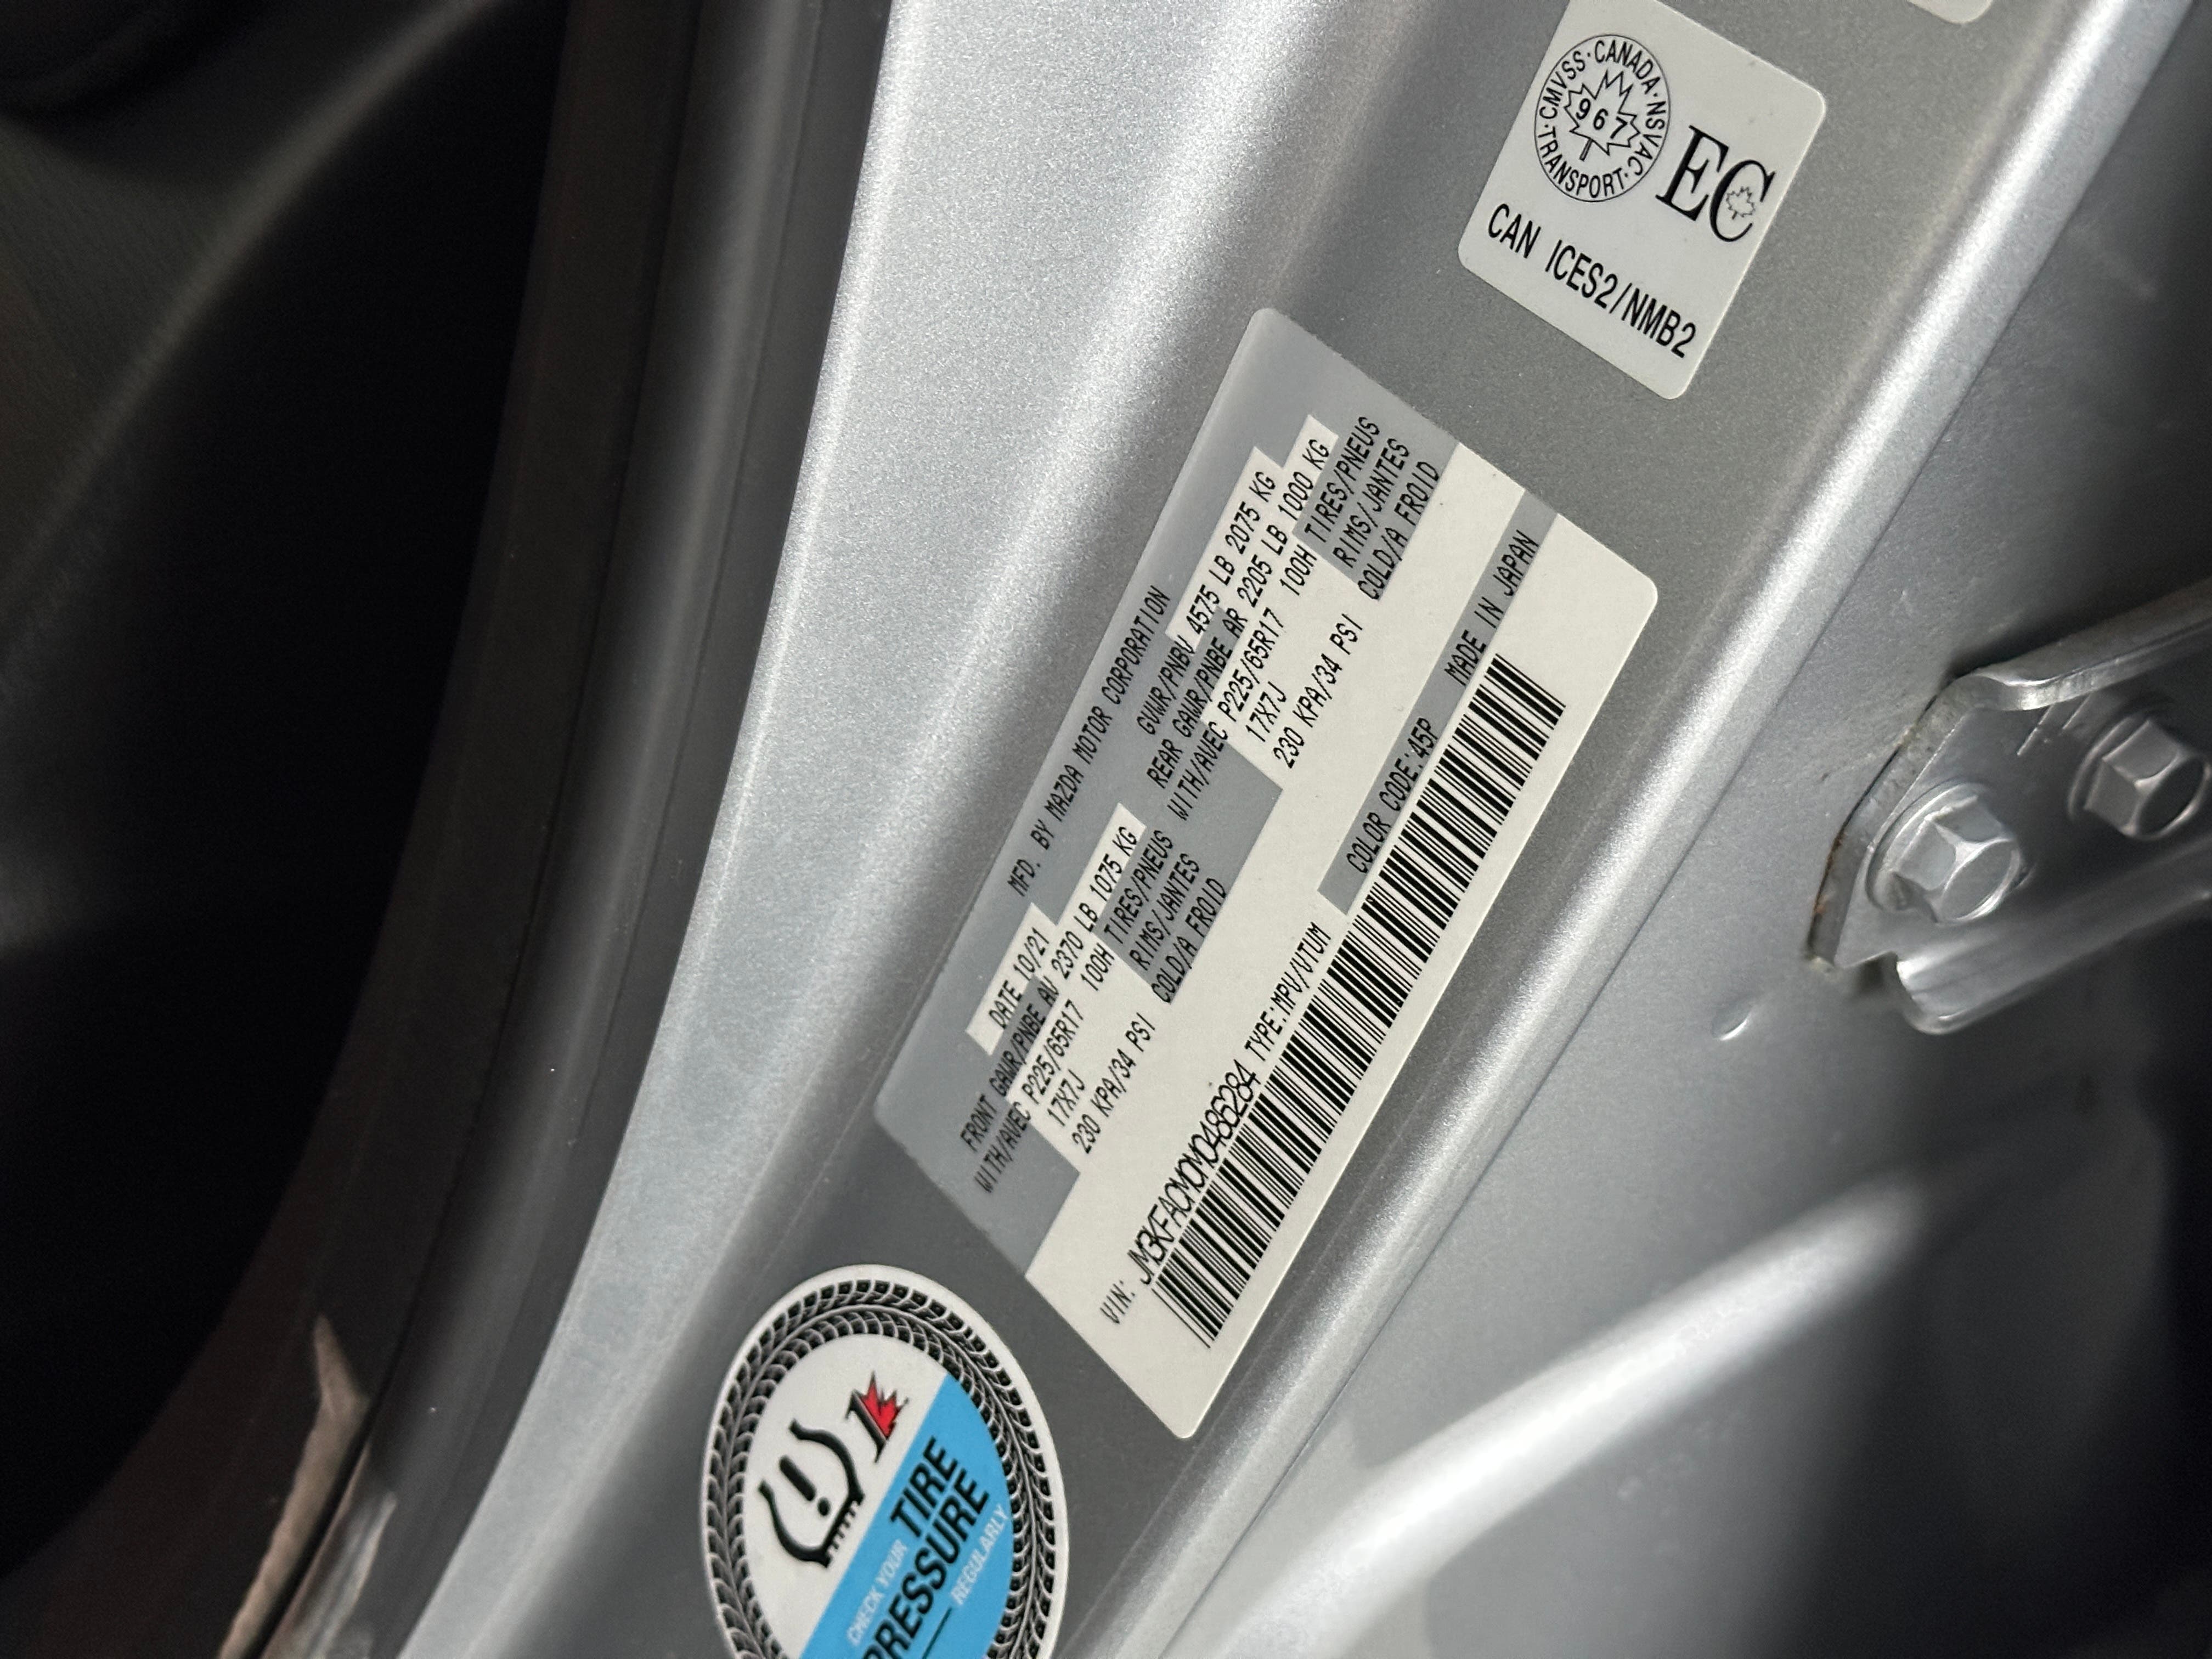 CMVSS·CANADA·NSVAC·TRANSPORT·
967
EC
CAN ICES2/NMB2
MFD. BY MAZDA MOTOR CORPORATION
DATE 10/21 GVWR/PNBV 4575 LB 2075 KG
FRONT GAWR/PNBE AV 2370 LB 1075 KG REAR GAWR/PNBE AR 2205 LB 1000 KG
WITH/AVEC P225/65R17 100H TIRES/PNEUS WITH/AVEC P225/65R17 100H TIRES/PNEUS
17X7J RIMS/JANTES 17X7J RIMS/JANTES
230 KPA/34 PSI COLD/A FROID 230 KPA/34 PSI COLD/A FROID
COLOR CODE:45P MADE IN JAPAN
VIN: JM3KFACM0M0486284 TYPE:MPV/VTUM
CHECK YOUR
TIRE
PRESSURE
REGULARLY